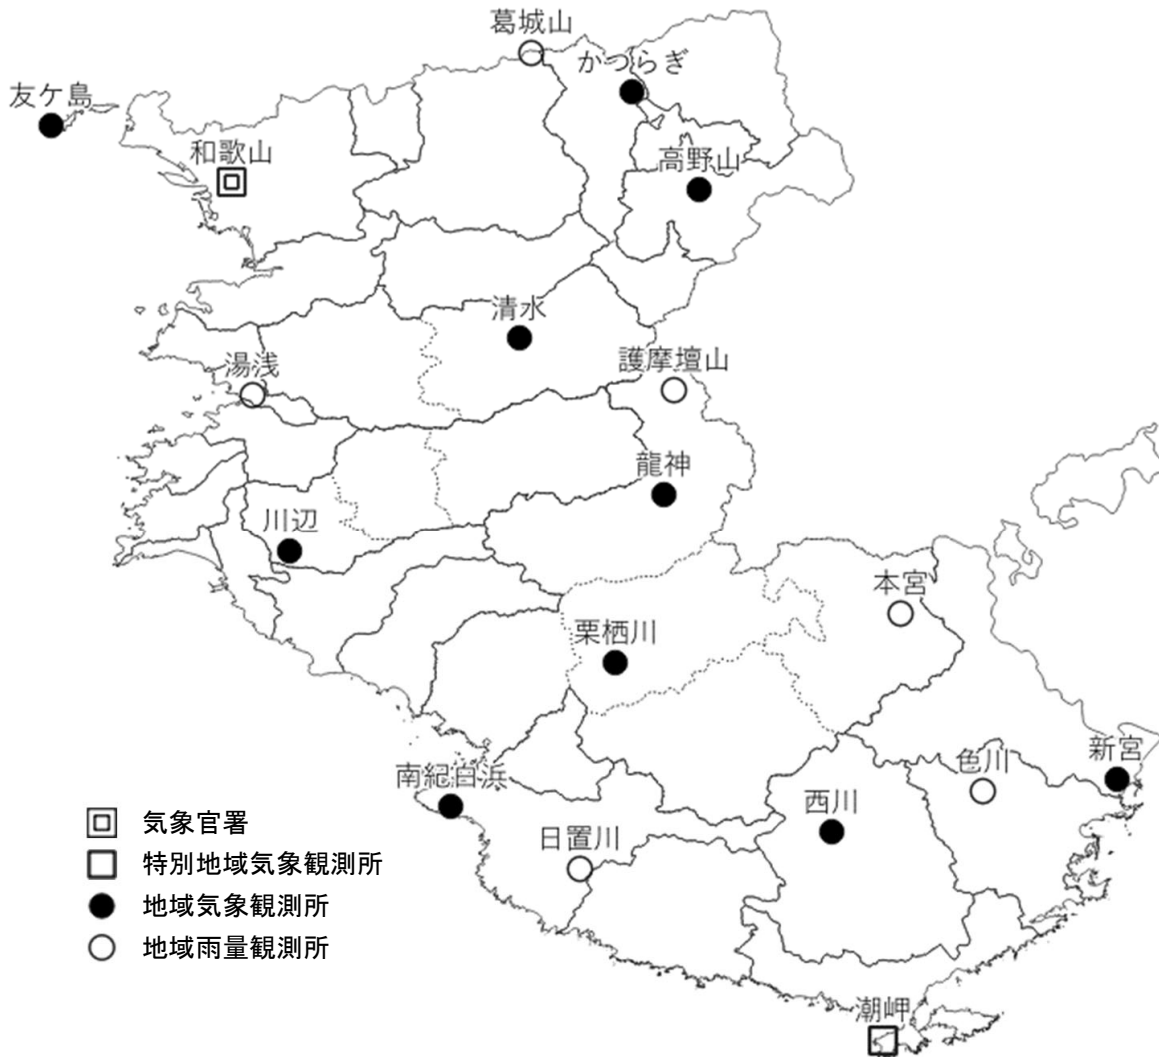 葛城山
かつらぎ
友ケ島
和歌山
高野山
清水
護摩壇山
湯浅
龍神
川辺
本宮
栗栖川
新宮
色川
南紀白浜
西川
日置川
潮岬
気象官署
特別地域気象観測所
地域気象観測所
地域雨量観測所